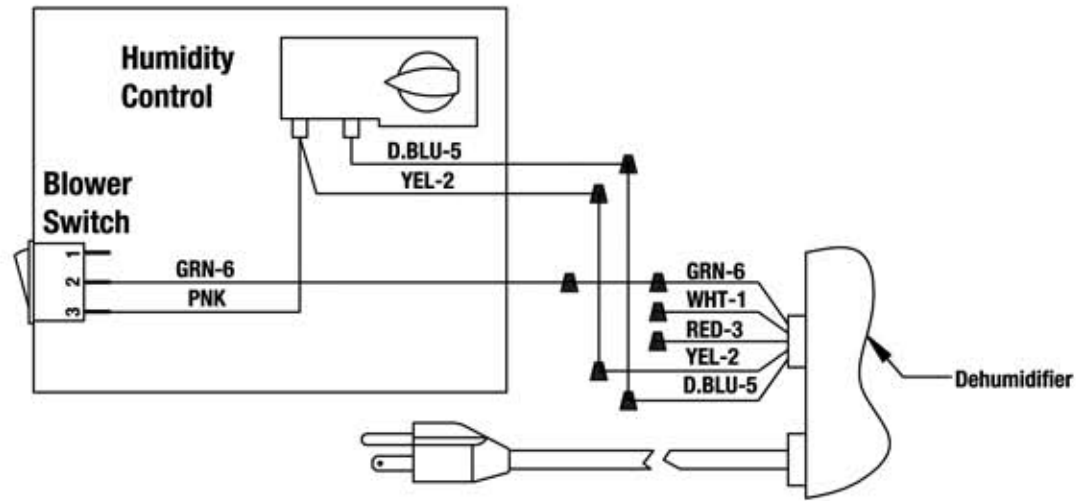 Humidity
Control
D.BLU-5
YEL-2
Blower
Switch
1
2
3
GRN-6
PNK
GRN-6
WHT-1
RED-3
YEL-2
D.BLU-5
Dehumidifier